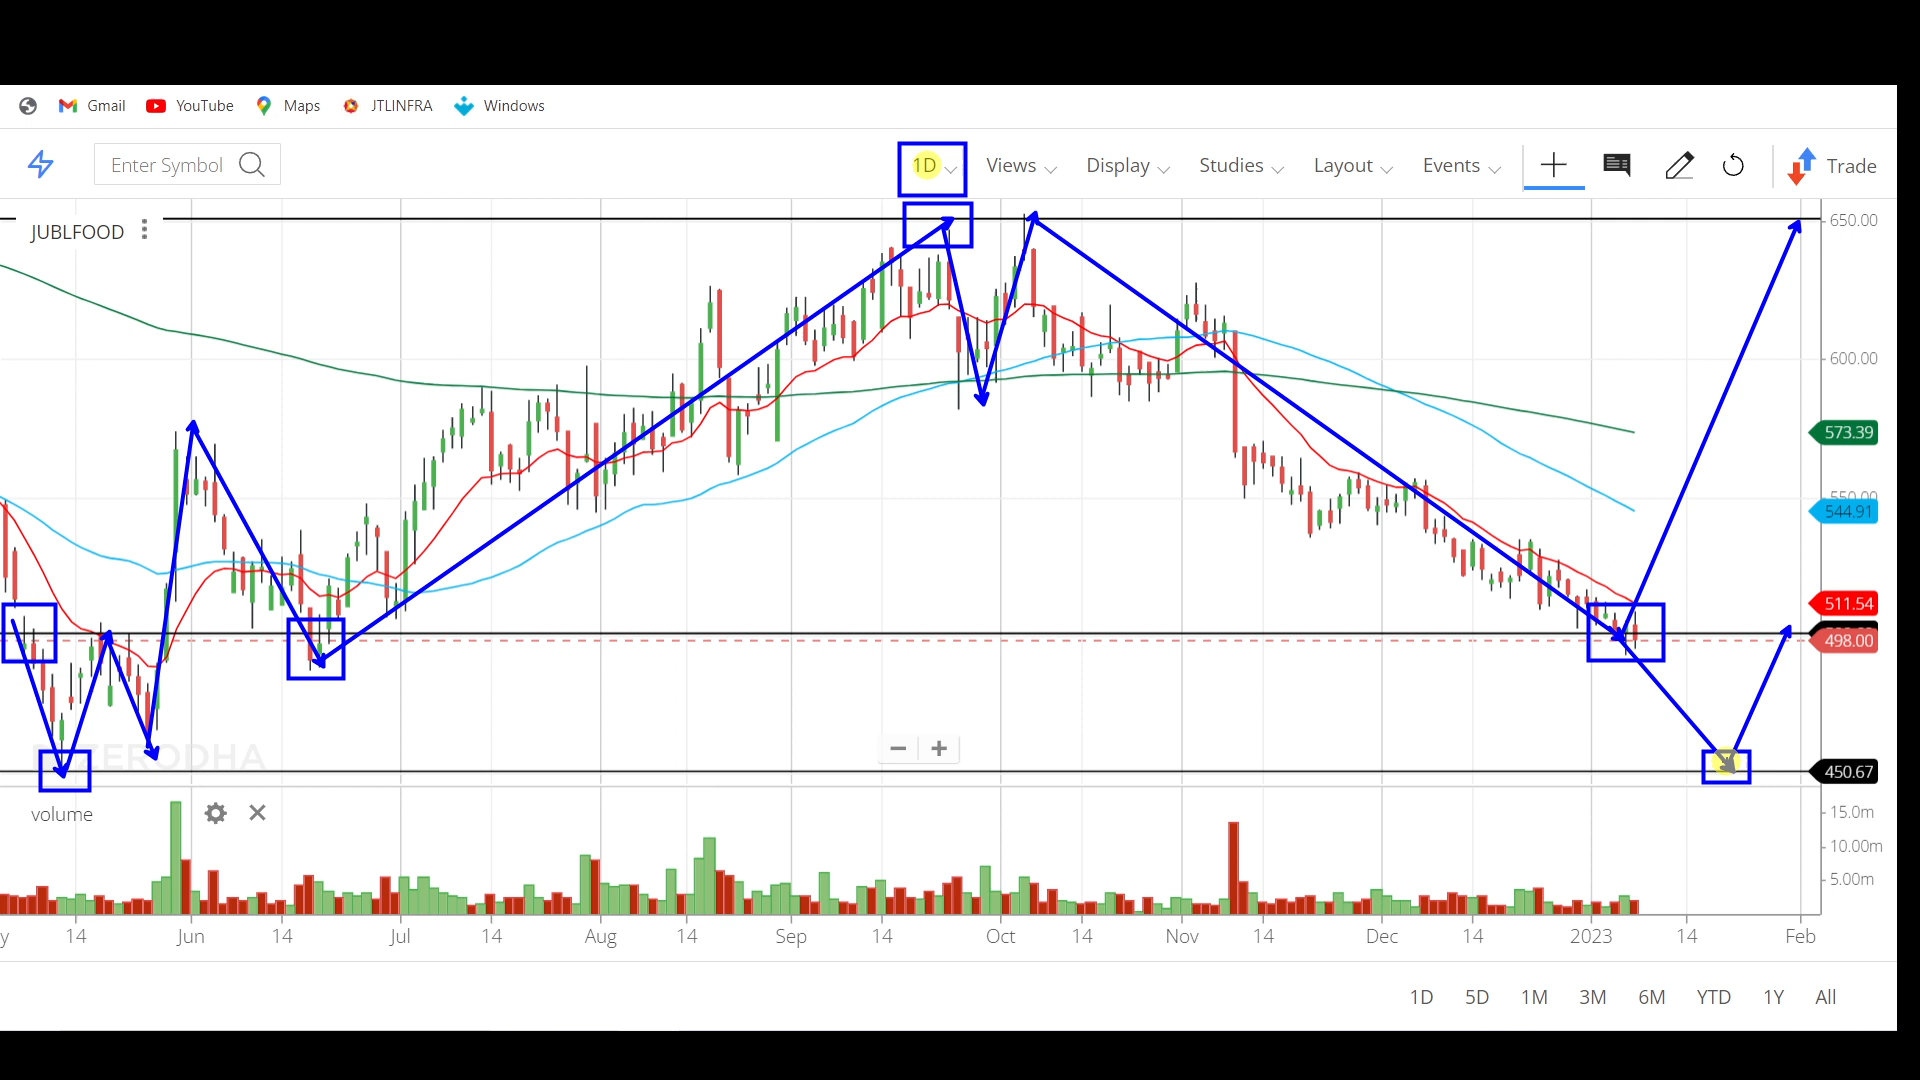 Gmail YouTube Maps JTLINFRA Windows
Enter Symbol 1D Views Display Studies Layout Events Trade
JUBLFOOD
650.00
600.00
573.39
550.00
544.91
511.54
498.00
450.67
ZERODHA
volume
15.0m
10.00m
5.00m
y 14 Jun 14 Jul 14 Aug 14 Sep 14 Oct 14 Nov 14 Dec 14 2023 14 Feb
1D 5D 1M 3M 6M YTD 1Y All